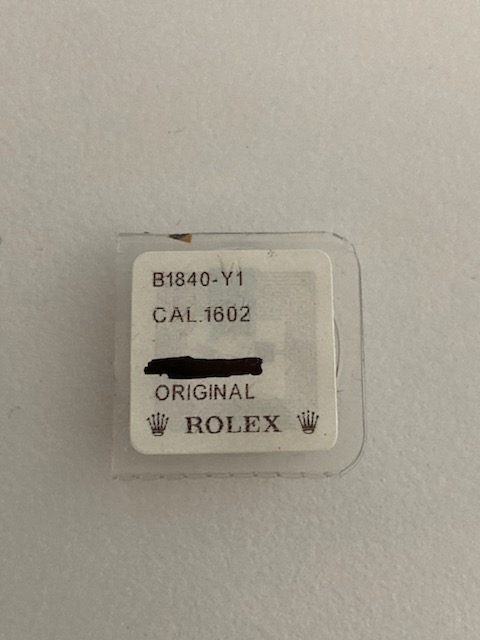 B1840-Y1
CAL.1602
ORIGINAL
ROLEX